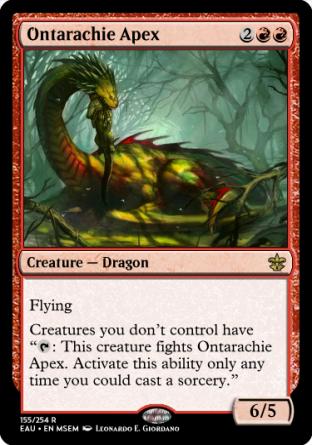 Ontarachie Apex 2
Creature — Dragon
Flying
Creatures you don't control have
“: This creature fights Ontarachie
Apex. Activate this ability only any
time you could cast a sorcery.”
6/5
155/254 R
EAU • EN MSEM Leonardo E. Giordano